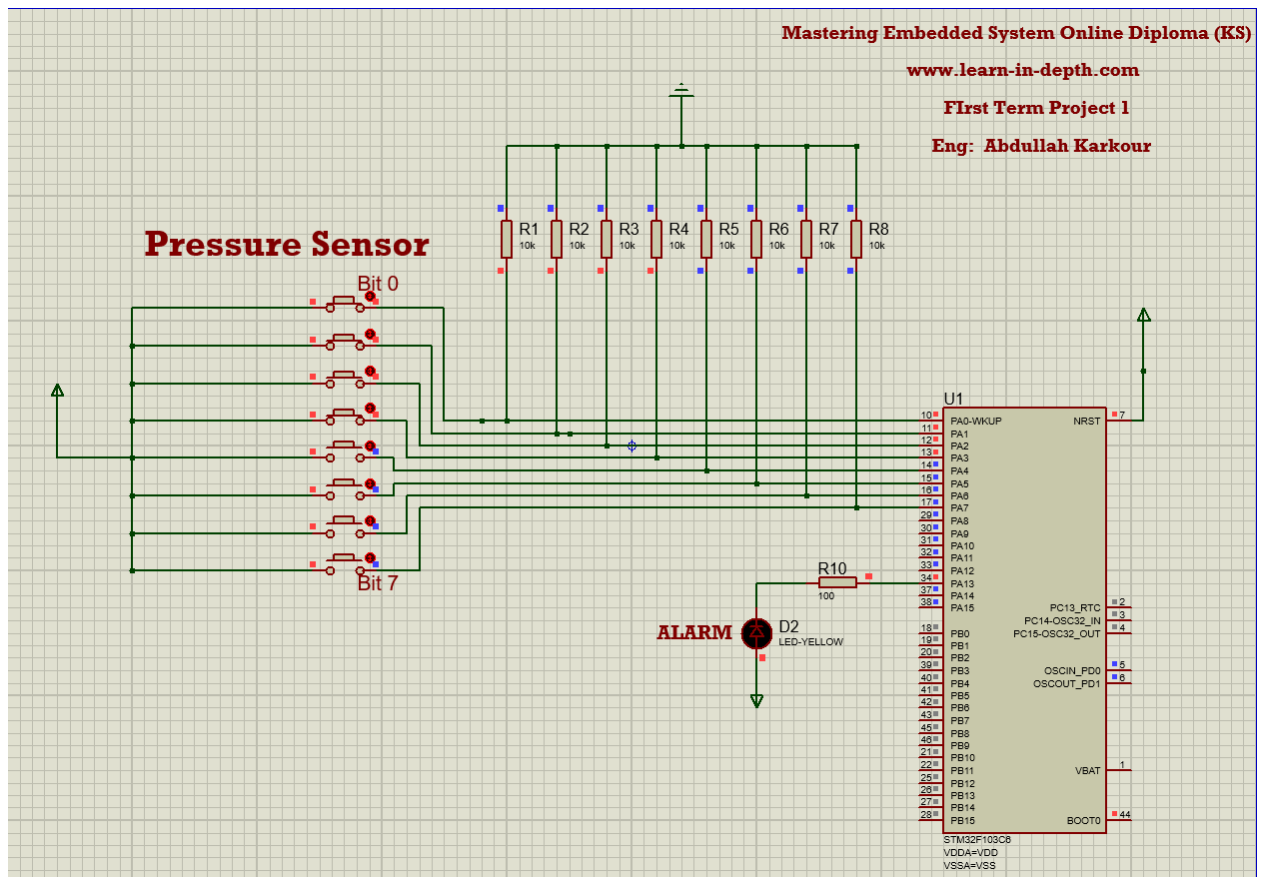 Mastering Embedded System Online Diploma (KS)
www.learn-in-depth.com
FIrst Term Project 1
Eng: Abdullah Karkour
R1
10k
R2
10k
R3
10k
R4
10k
R5
10k
R6
10k
R7
10k
R8
10k
Pressure Sensor
Bit 0
Bit 7
U1
10 PA0-WKUP NRST 7
11 PA1
12 PA2
13 PA3
14 PA4
15 PA5
16 PA6
17 PA7
29 PA8
30 PA9
31 PA10
32 PA11
33 PA12
34 PA13
37 PA14
38 PA15 PC13_RTC 2
PC14-OSC32_IN 3
18 PB0 PC15-OSC32_OUT 4
19 PB1
20 PB2
39 PB3 OSCIN_PD0 5
40 PB4 OSCOUT_PD1 6
41 PB5
42 PB6
43 PB7
45 PB8
46 PB9
21 PB10
22 PB11 VBAT 1
25 PB12
26 PB13
27 PB14
28 PB15 BOOT0 44
STM32F103C6
VDDA=VDD
VSSA=VSS
R10
100
ALARM
D2
LED-YELLOW